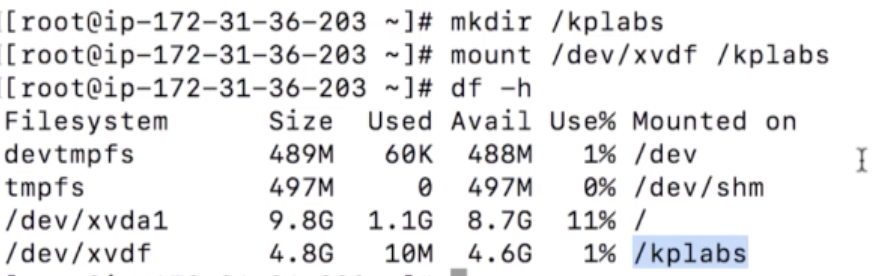 [root@ip-172-31-36-203 ~]# mkdir /kplabs
[root@ip-172-31-36-203 ~]# mount /dev/xvdf /kplabs
[root@ip-172-31-36-203 ~]# df -h
Filesystem      Size  Used Avail Use% Mounted on
devtmpfs        489M   60K  488M   1% /dev
tmpfs           497M     0  497M   0% /dev/shm
/dev/xvda1      9.8G  1.1G  8.7G  11% /
/dev/xvdf       4.8G   10M  4.6G   1% /kplabs